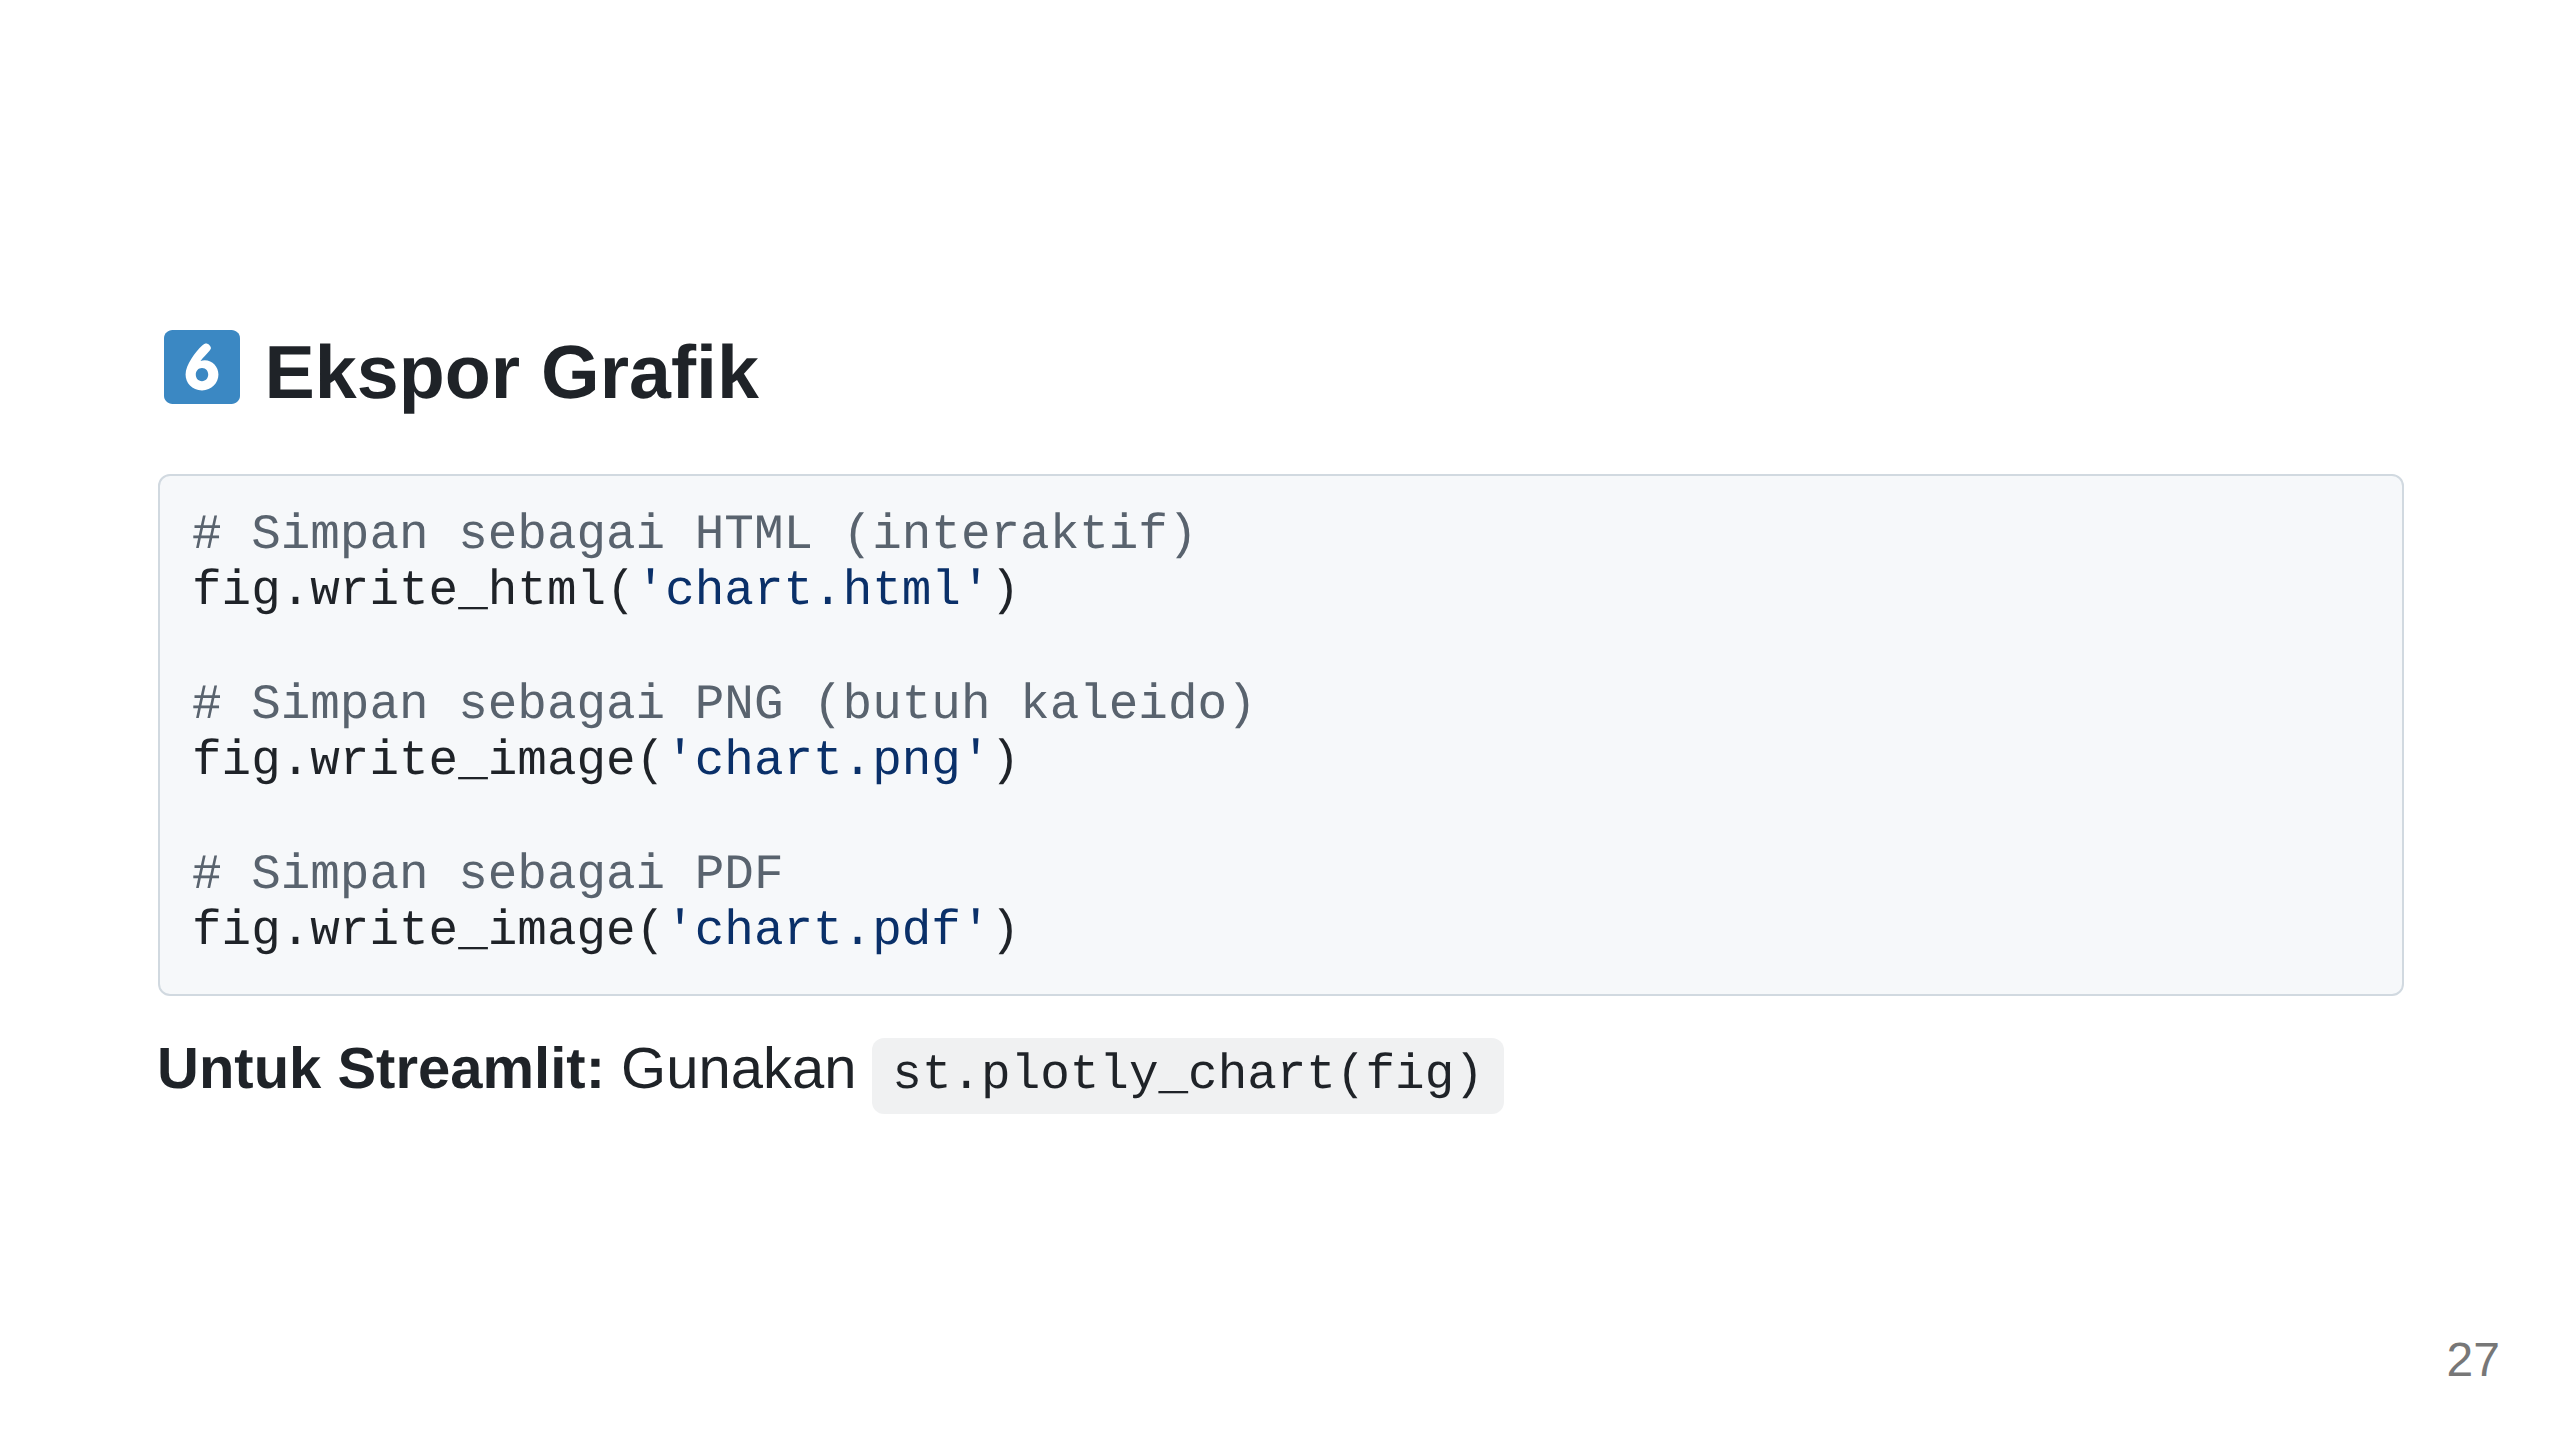 6 Ekspor Grafik
# Simpan sebagai HTML (interaktif)
fig.write_html('chart.html')
# Simpan sebagai PNG (butuh kaleido)
fig.write_image('chart.png')
# Simpan sebagai PDF
fig.write_image('chart.pdf')
Untuk Streamlit: Gunakan st.plotly_chart(fig)
27